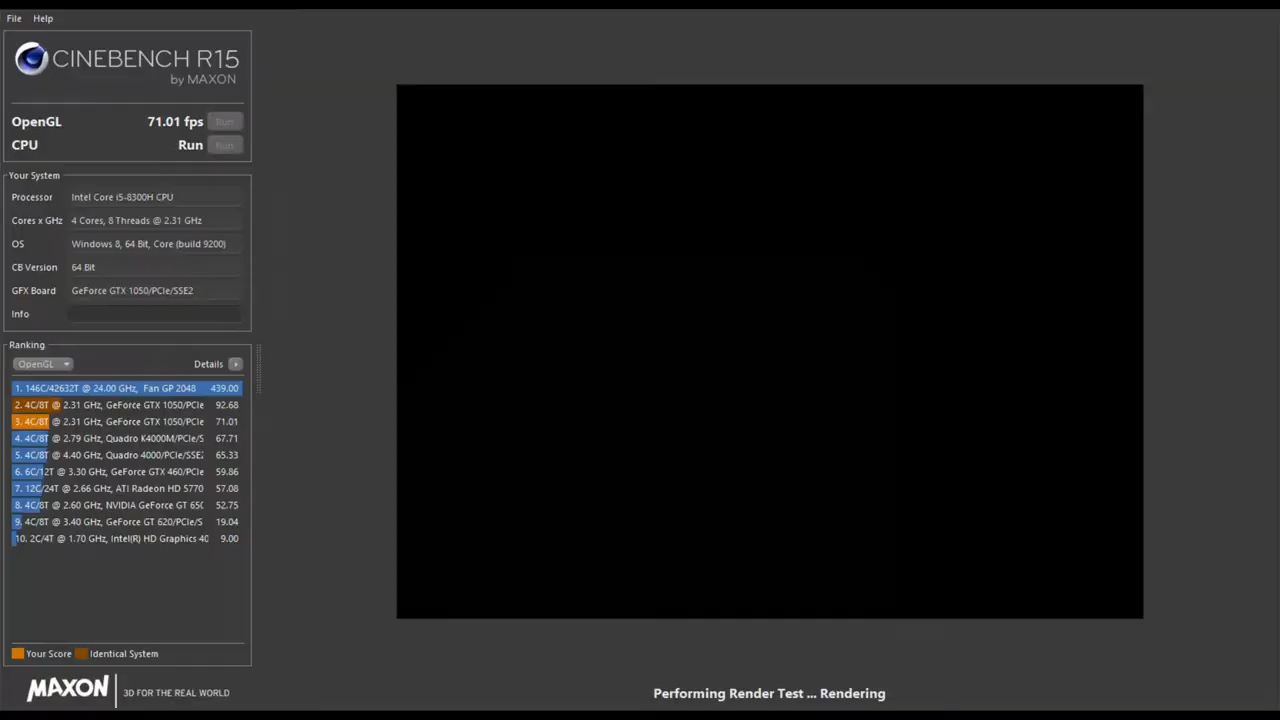 File Help
CINEBENCH R15
by MAXON
OpenGL 71.01 fps Run
CPU Run Run
Your System
Processor Intel Core i5-8300H CPU
Cores x GHz 4 Cores, 8 Threads @ 2.31 GHz
OS Windows 8, 64 Bit, Core (build 9200)
CB Version 64 Bit
GFX Board GeForce GTX 1050/PCIe/SSE2
Info
Ranking
OpenGL Details
1. 146C/42632T @ 24.00 GHz, Fan GP 2048 439.00
2. 4C/8T @ 2.31 GHz, GeForce GTX 1050/PCIe 92.68
3. 4C/8T @ 2.31 GHz, GeForce GTX 1050/PCIe 71.01
4. 4C/8T @ 2.79 GHz, Quadro K4000M/PCIe/S 67.71
5. 4C/8T @ 4.40 GHz, Quadro 4000/PCIe/SSE2 65.33
6. 6C/12T @ 3.30 GHz, GeForce GTX 460/PCIe 59.86
7. 12C/24T @ 2.66 GHz, ATI Radeon HD 5770 57.08
8. 4C/8T @ 2.60 GHz, NVIDIA GeForce GT 650 52.75
9. 4C/8T @ 3.40 GHz, GeForce GT 620/PCIe/S 19.04
10. 2C/4T @ 1.70 GHz, Intel(R) HD Graphics 40 9.00
Your Score Identical System
MAXON 3D FOR THE REAL WORLD
Performing Render Test ... Rendering